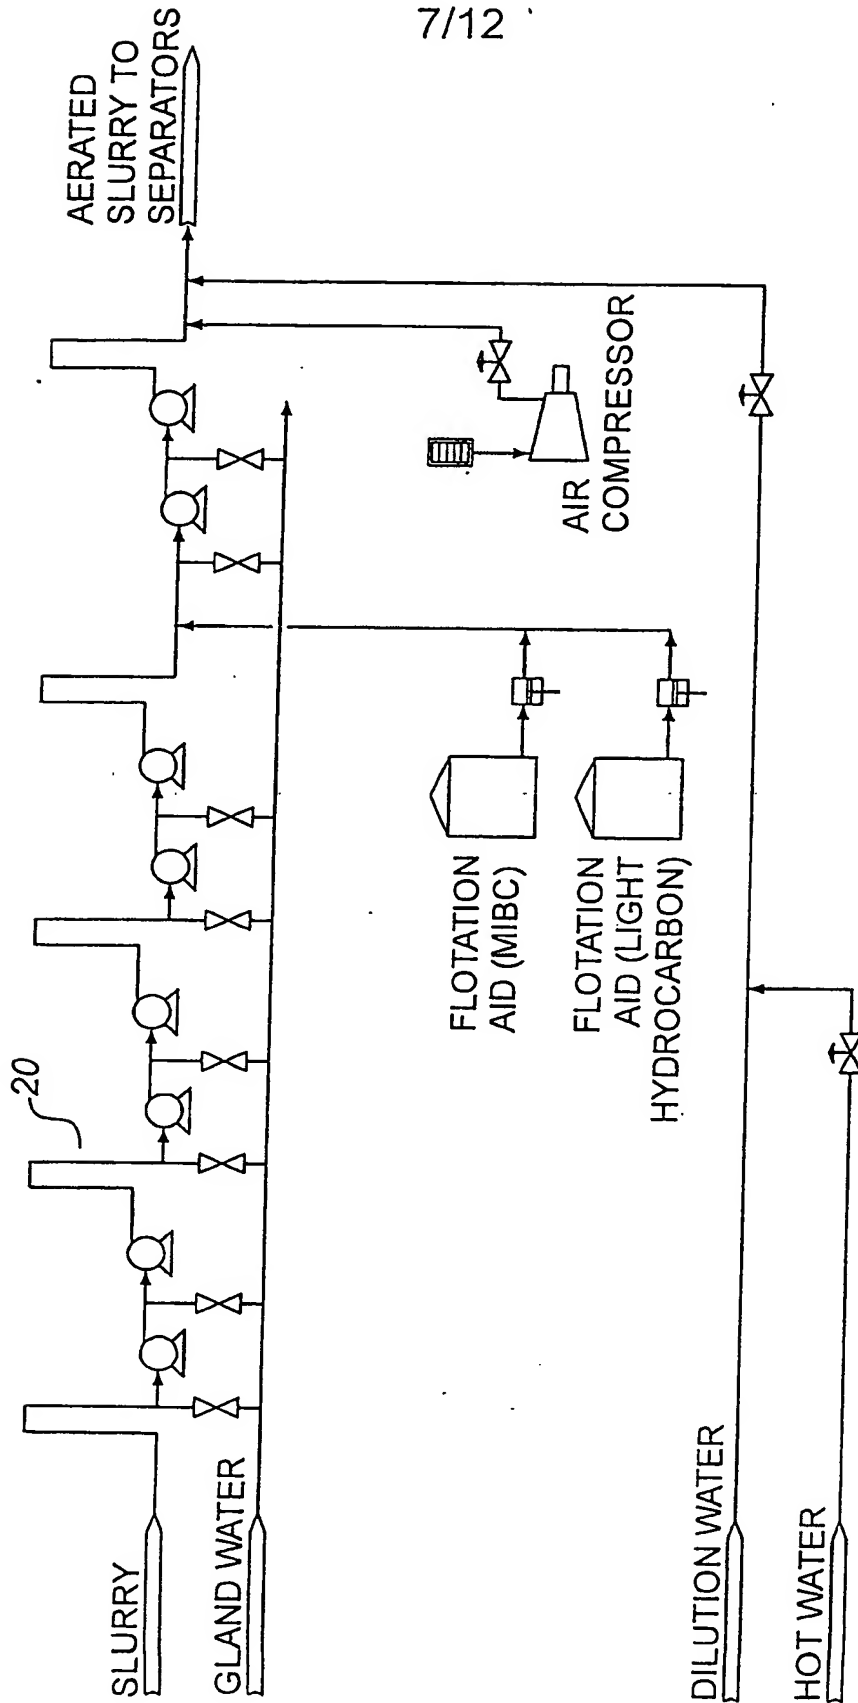 7/12
AERATED
SLURRY TO
SEPARATORS
20
SLURRY
GLAND WATER
AIR
COMPRESSOR
FLOTATION
AID (MIBC)
FLOTATION
AID (LIGHT
HYDROCARBON)
DILUTION WATER
HOT WATER